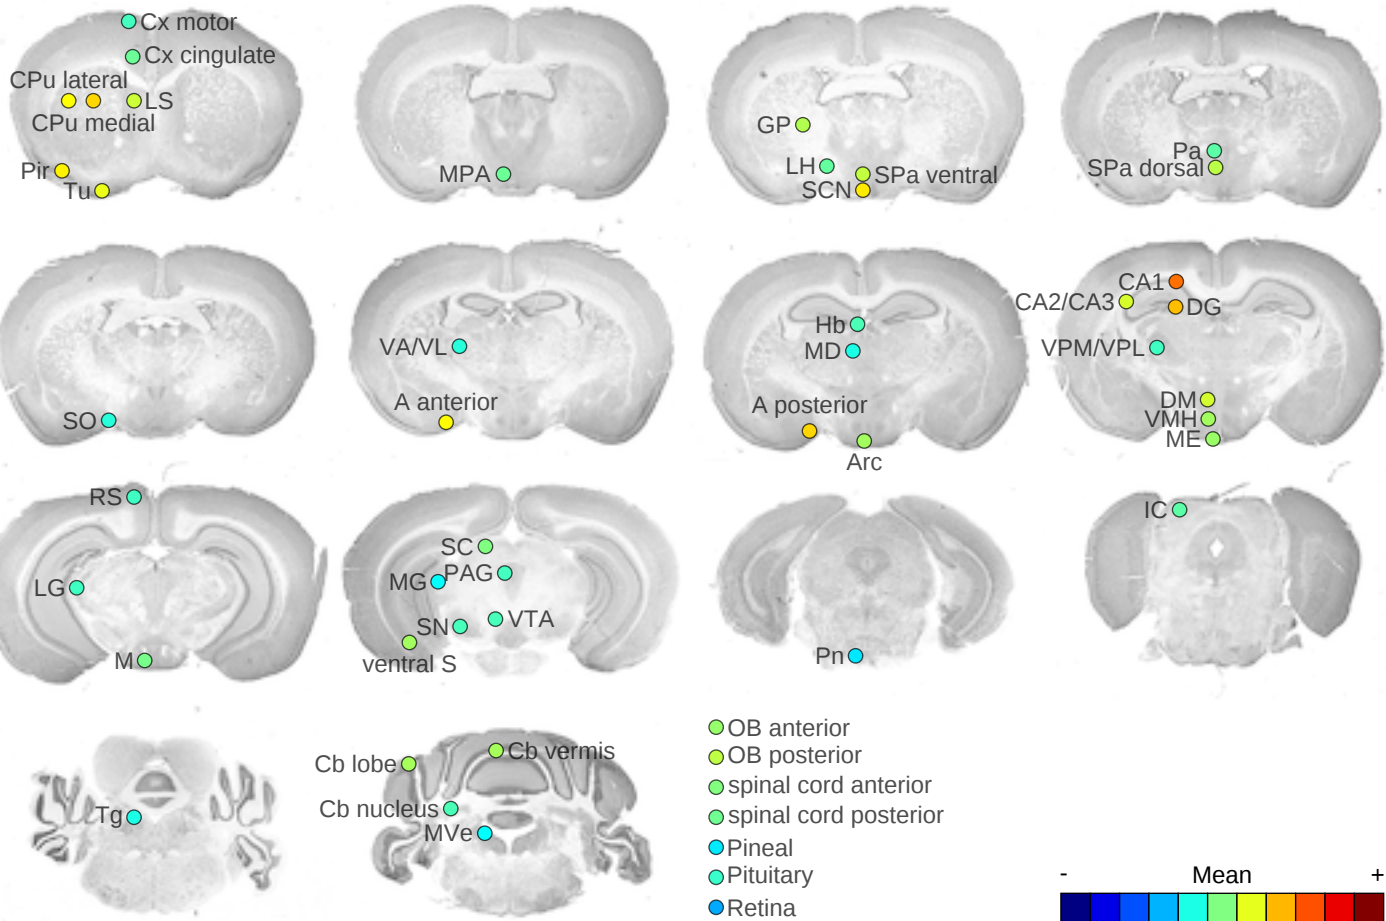 Cx motor
Cx cingulate
CPu lateral
LS
CPu medial
Pir
Tu
MPA
GP
LH
SPa ventral
SCN
Pa
SPa dorsal
SO
VA/VL
A anterior
Hb
MD
A posterior
Arc
CA1
CA2/CA3
DG
VPM/VPL
DM
VMH
ME
RS
LG
M
SC
MG
PAG
SN
VTA
ventral S
Pn
IC
Tg
Cb lobe
Cb vermis
Cb nucleus
MVe
OB anterior
OB posterior
spinal cord anterior
spinal cord posterior
Pineal
Pituitary
Retina
- Mean +